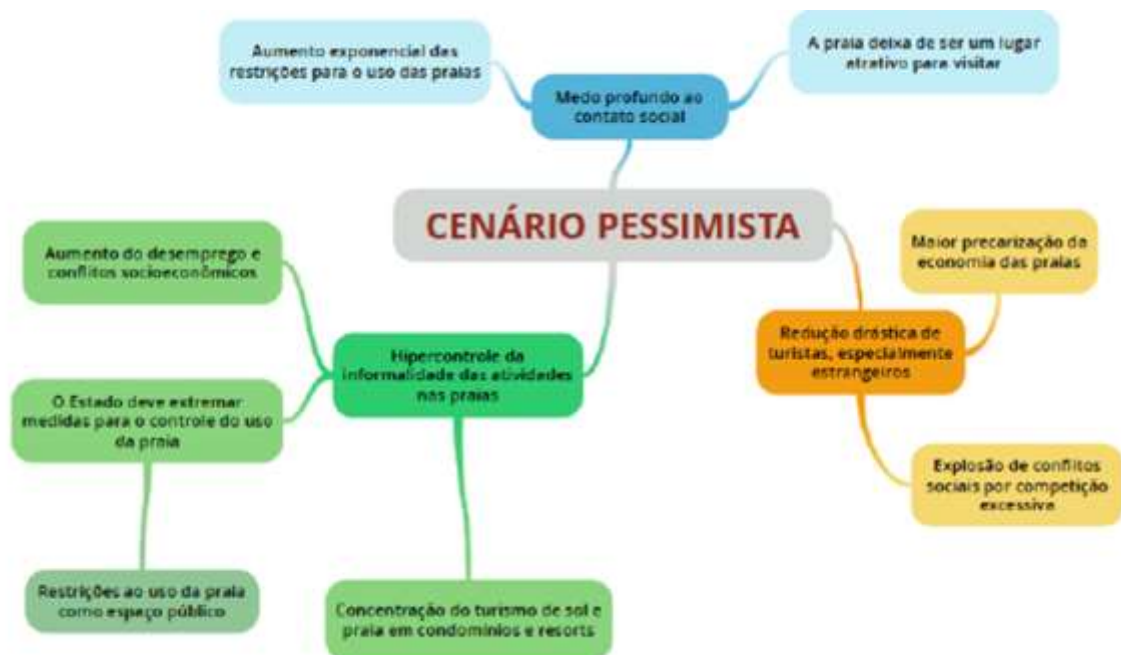 Aumento exponencial das
restrições para o uso das praias
A praia deixa de ser um lugar
atrativo para visitar
Medo profundo ao
contato social
CENÁRIO PESSIMISTA
Aumento do desemprego e
conflitos socioeconômicos
Maior precarização da
economia das praias
Hipercontrole da
informalidade das atividades
nas praias
Redução drástica de
turistas, especialmente
estrangeiros
O Estado deve extremar
medidas para o controle do uso
da praia
Explosão de conflitos
sociais por competição
excessiva
Restrições ao uso da praia
como espaço público
Concentração do turismo de sol e
praia em condomínios e resorts